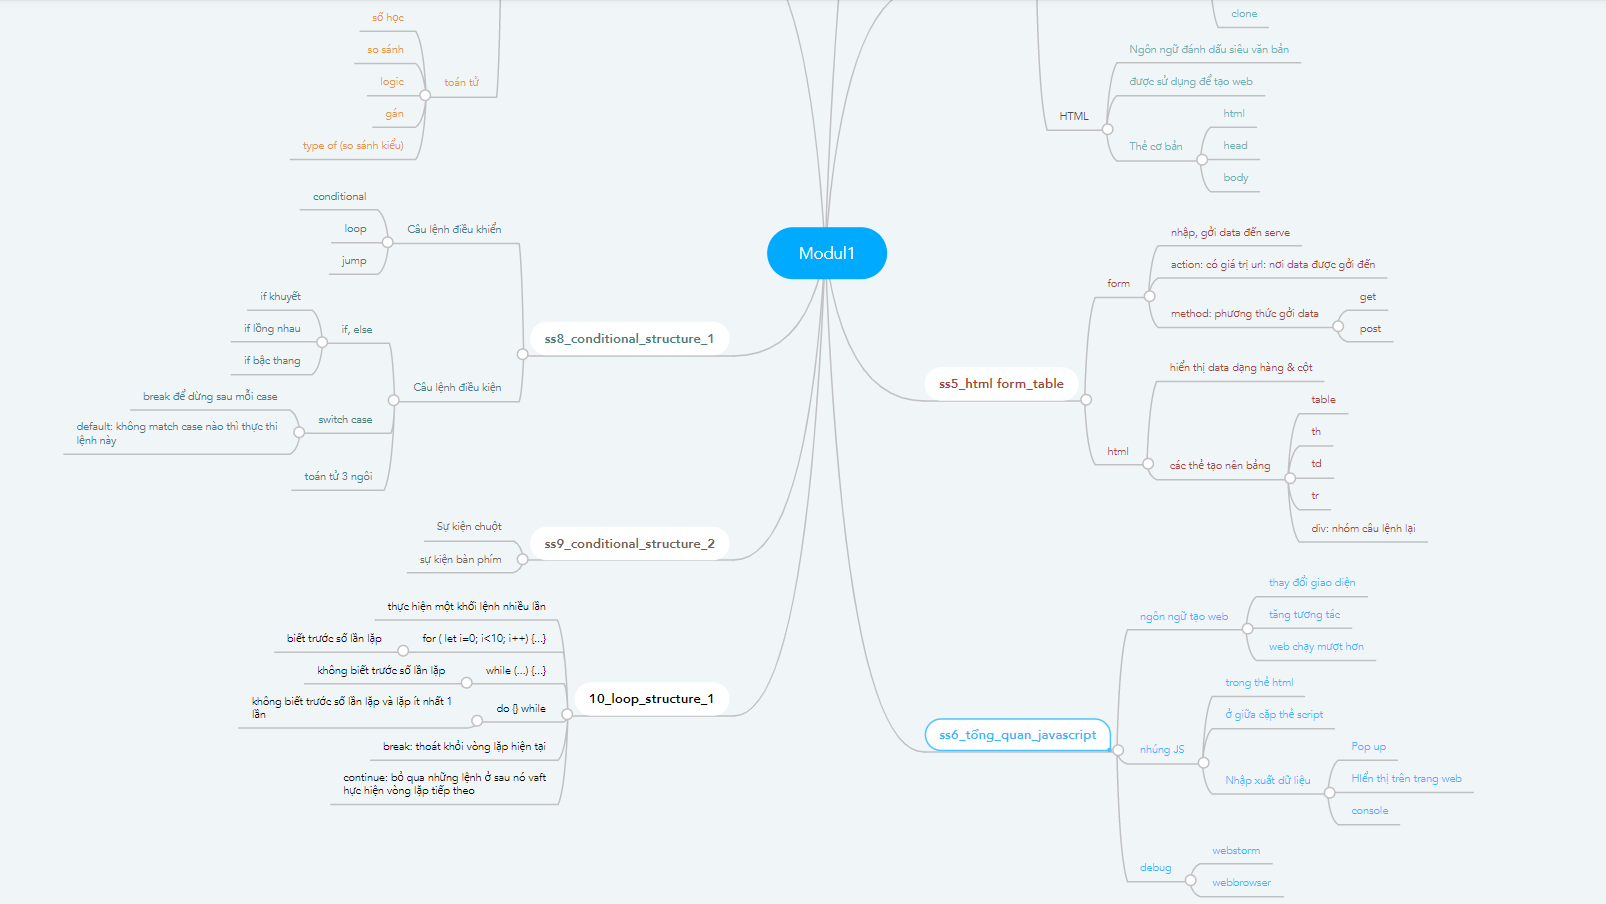 số học
so sánh
logic
gán
type of (so sánh kiểu)
toán tử
clone
Ngôn ngữ đánh dấu siêu văn bản
được sử dụng để tạo web
HTML
Thẻ cơ bản
html
head
body
Modul1
conditional
loop
jump
Câu lệnh điều khiển
if khuyết
if lồng nhau
if bậc thang
if, else
Câu lệnh điều kiện
break để dừng sau mỗi case
default: không match case nào thì thực thi
lệnh này
switch case
toán tử 3 ngôi
ss8_conditional_structure_1
Sự kiện chuột
sự kiện bàn phím
ss9_conditional_structure_2
thực hiện một khối lệnh nhiều lần
biết trước số lần lặp
for ( let i=0; i<10; i++) {...}
không biết trước số lần lặp
while (...) {...}
không biết trước số lần lặp và lặp ít nhất 1
lần
do {} while
break: thoát khỏi vòng lặp hiện tại
continue: bỏ qua những lệnh ở sau nó vaft
hực hiện vòng lặp tiếp theo
10_loop_structure_1
nhập, gởi data đến serve
action: có giá trị url: nơi data được gởi đến
form
method: phương thức gởi data
get
post
ss5_html form_table
hiển thị data dạng hàng & cột
html
các thẻ tạo nên bảng
table
th
td
tr
div: nhóm câu lệnh lại
thay đổi giao diện
ngôn ngữ tạo web
tăng tương tác
web chạy mượt hơn
trong thẻ html
ở giữa cặp thẻ script
ss6_tổng_quan_javascript
nhúng JS
Nhập xuất dữ liệu
Pop up
HIển thị trên trang web
console
debug
webstorm
webbrowser